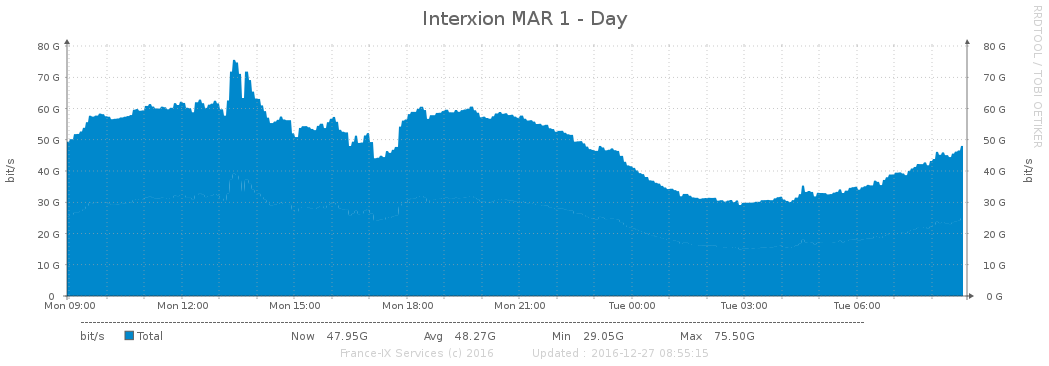 Interxion MAR 1 - Day
RRDTOOL / TOBI OETIKER
80 G 80 G
70 G 70 G
60 G 60 G
50 G 50 G
40 G 40 G
30 G 30 G
20 G 20 G
10 G 10 G
0 0 G
bit/s bit/s
Mon 09:00 Mon 12:00 Mon 15:00 Mon 18:00 Mon 21:00 Tue 00:00 Tue 03:00 Tue 06:00
bit/s Total Now 47.95G Avg 48.27G Min 29.05G Max 75.50G
France-IX Services (c) 2016 Updated : 2016-12-27 08:55:15